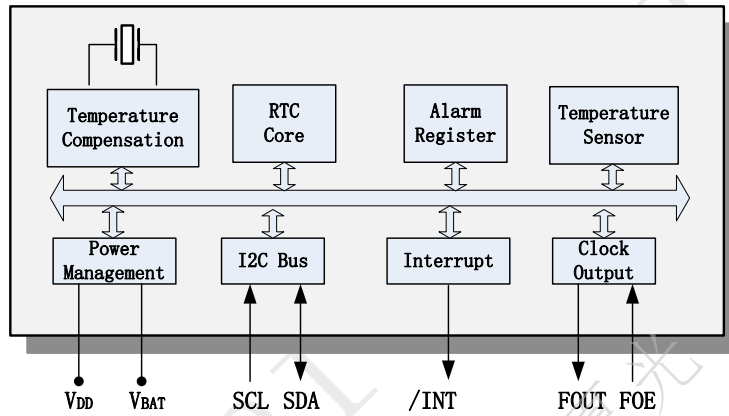 Temperature
Compensation
RTC
Core
Alarm
Register
Temperature
Sensor
Power
Management
I2C Bus
Interrupt
Clock
Output
VDD
VBAT
SCL
SDA
/INT
FOUT
FOE